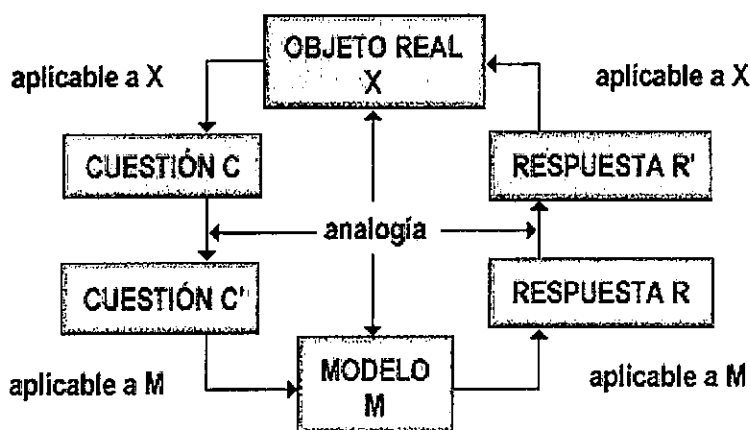 OBJETO REAL
X
aplicable a X
aplicable a X
CUESTIÓN C
RESPUESTA R'
analogía
CUESTIÓN C'
RESPUESTA R
aplicable a M
MODELO
M
aplicable a M